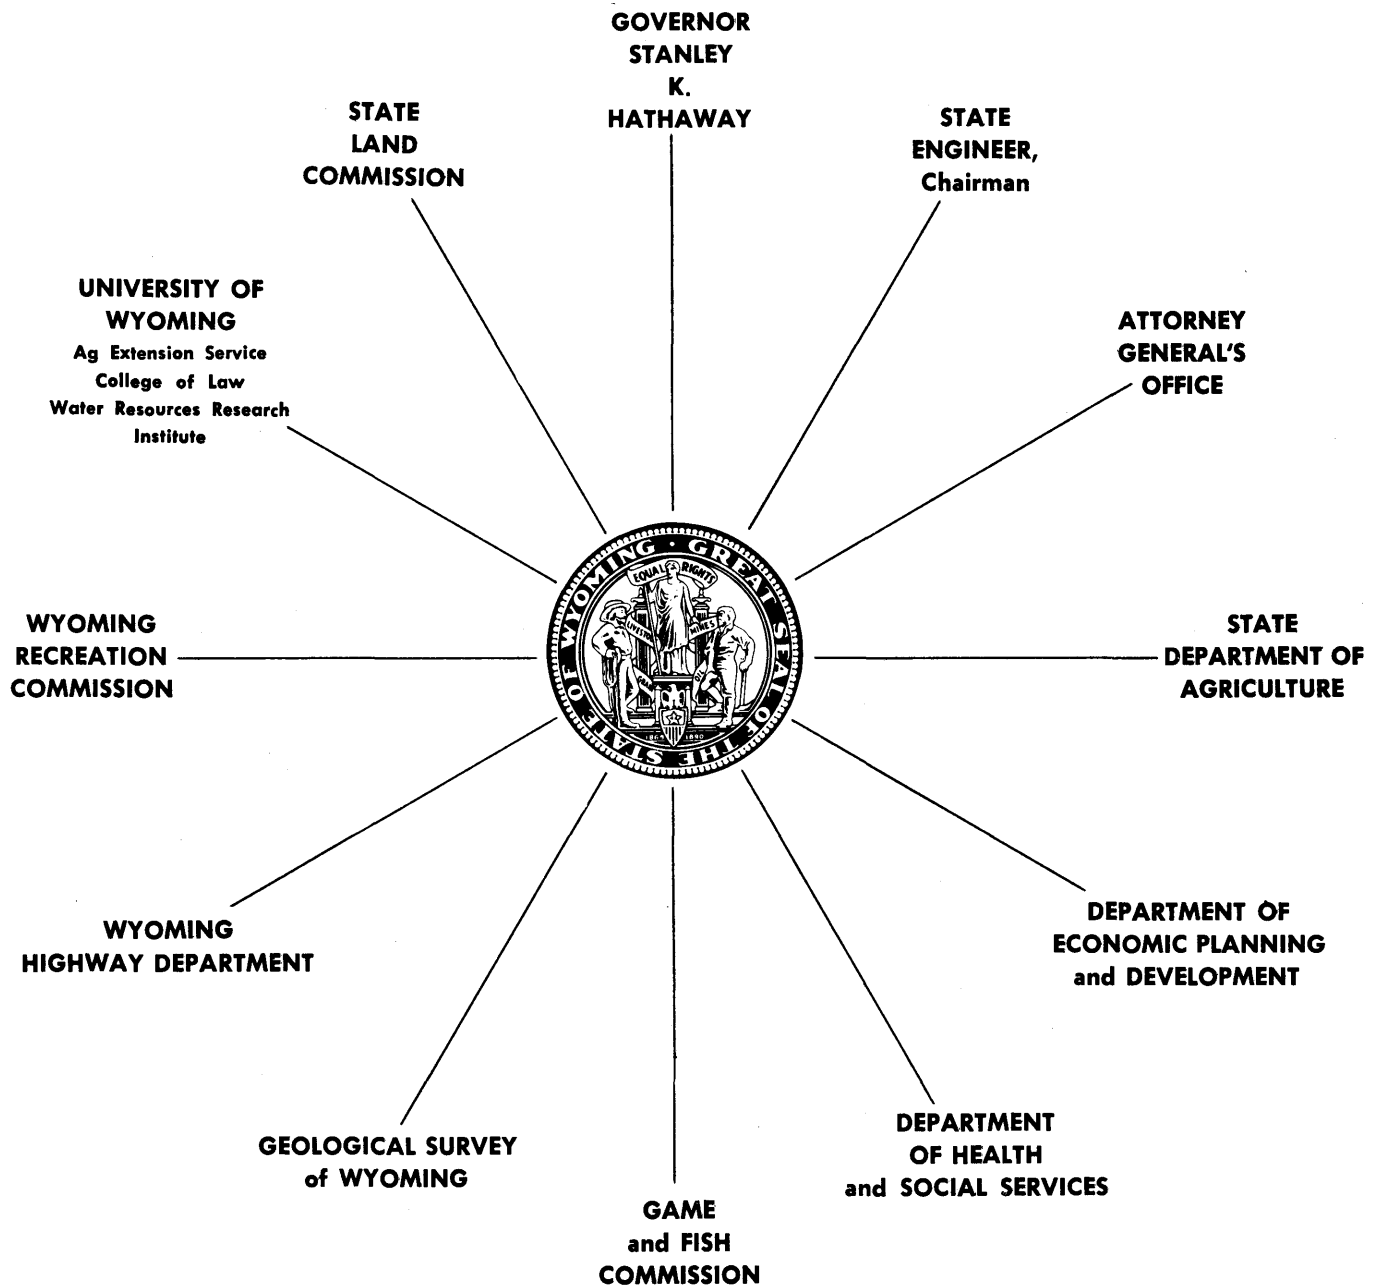 GOVERNOR
STANLEY
K.
HATHAWAY
STATE
LAND
COMMISSION
STATE
ENGINEER,
Chairman
UNIVERSITY OF
WYOMING
Ag Extension Service
College of Law
Water Resources Research
Institute
ATTORNEY
GENERAL'S
OFFICE
GREAT SEAL OF THE STATE OF WYOMING
EQUAL RIGHTS
MINES
WYOMING
RECREATION
COMMISSION
STATE
DEPARTMENT OF
AGRICULTURE
WYOMING
HIGHWAY DEPARTMENT
DEPARTMENT OF
ECONOMIC PLANNING
and DEVELOPMENT
GEOLOGICAL SURVEY
of WYOMING
DEPARTMENT
OF HEALTH
and SOCIAL SERVICES
GAME
and FISH
COMMISSION